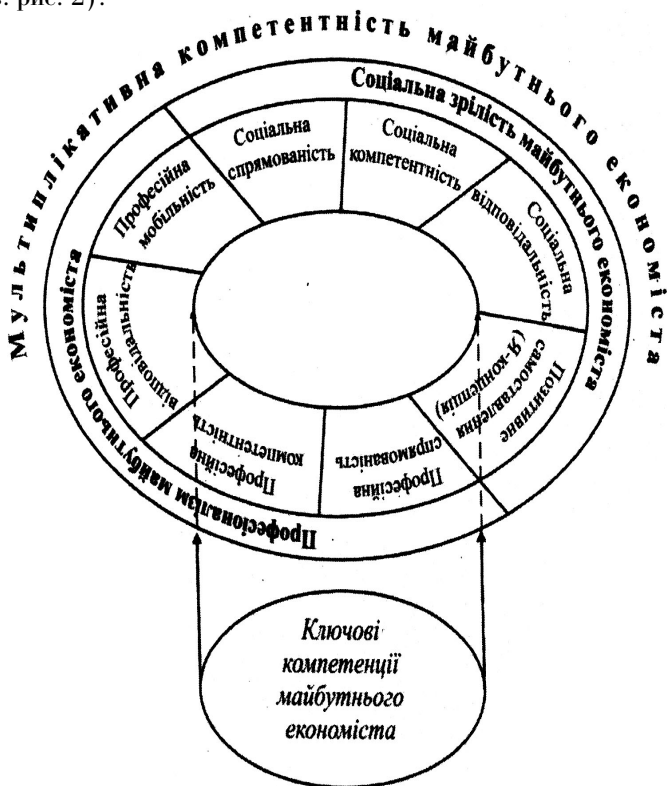 рис. 2).
Мультиплікативна компетентність майбутнього економіста
Соціальна зрілість майбутнього економіста
Соціальна
спрямованість
Соціальна
компетентність
Соціальна
відповідальність
Позитивне
самоставлення
(Я-концепція)
Професійна
спрямованість
Професійна
компетентність
Професійна
відповідальність
Професійна
мобільність
Професіоналізм майбутнього економіста
Ключові
компетенції
майбутнього
економіста